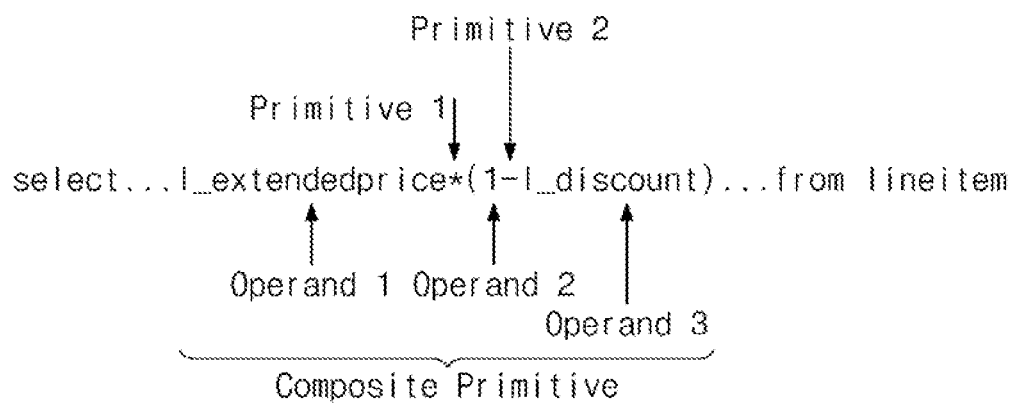 Primitive 2
Primitive 1
select...l_extendedprice*(1-l_discount)...from lineitem
Operand 1 Operand 2
Operand 3
Composite Primitive